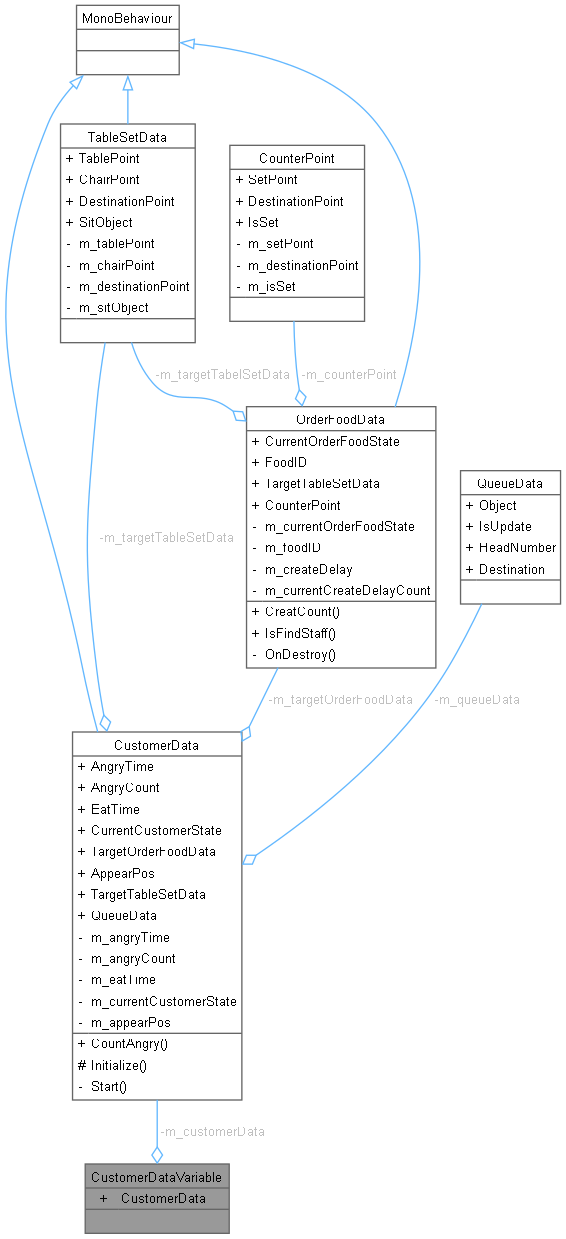 MonoBehaviour
TableSetData
+ TablePoint
+ ChairPoint
+ DestinationPoint
+ SitObject
- m_tablePoint
- m_chairPoint
- m_destinationPoint
- m_sitObject
CounterPoint
+ SetPoint
+ DestinationPoint
+ IsSet
- m_setPoint
- m_destinationPoint
- m_isSet
-m_targetTabelSetData
-m_counterPoint
OrderFoodData
+ CurrentOrderFoodState
+ FoodID
+ TargetTableSetData
+ CounterPoint
- m_currentOrderFoodState
- m_foodID
- m_createDelay
- m_currentCreateDelayCount
+ CreatCount()
+ IsFindStaff()
- OnDestroy()
QueueData
+ Object
+ IsUpdate
+ HeadNumber
+ Destination
-m_targetTableSetData
-m_targetOrderFoodData
-m_queueData
CustomerData
+ AngryTime
+ AngryCount
+ EatTime
+ CurrentCustomerState
+ TargetOrderFoodData
+ AppearPos
+ TargetTableSetData
+ QueueData
- m_angryTime
- m_angryCount
- m_eatTime
- m_currentCustomerState
- m_appearPos
+ CountAngry()
# Initialize()
- Start()
-m_customerData
CustomerDataVariable
+ CustomerData